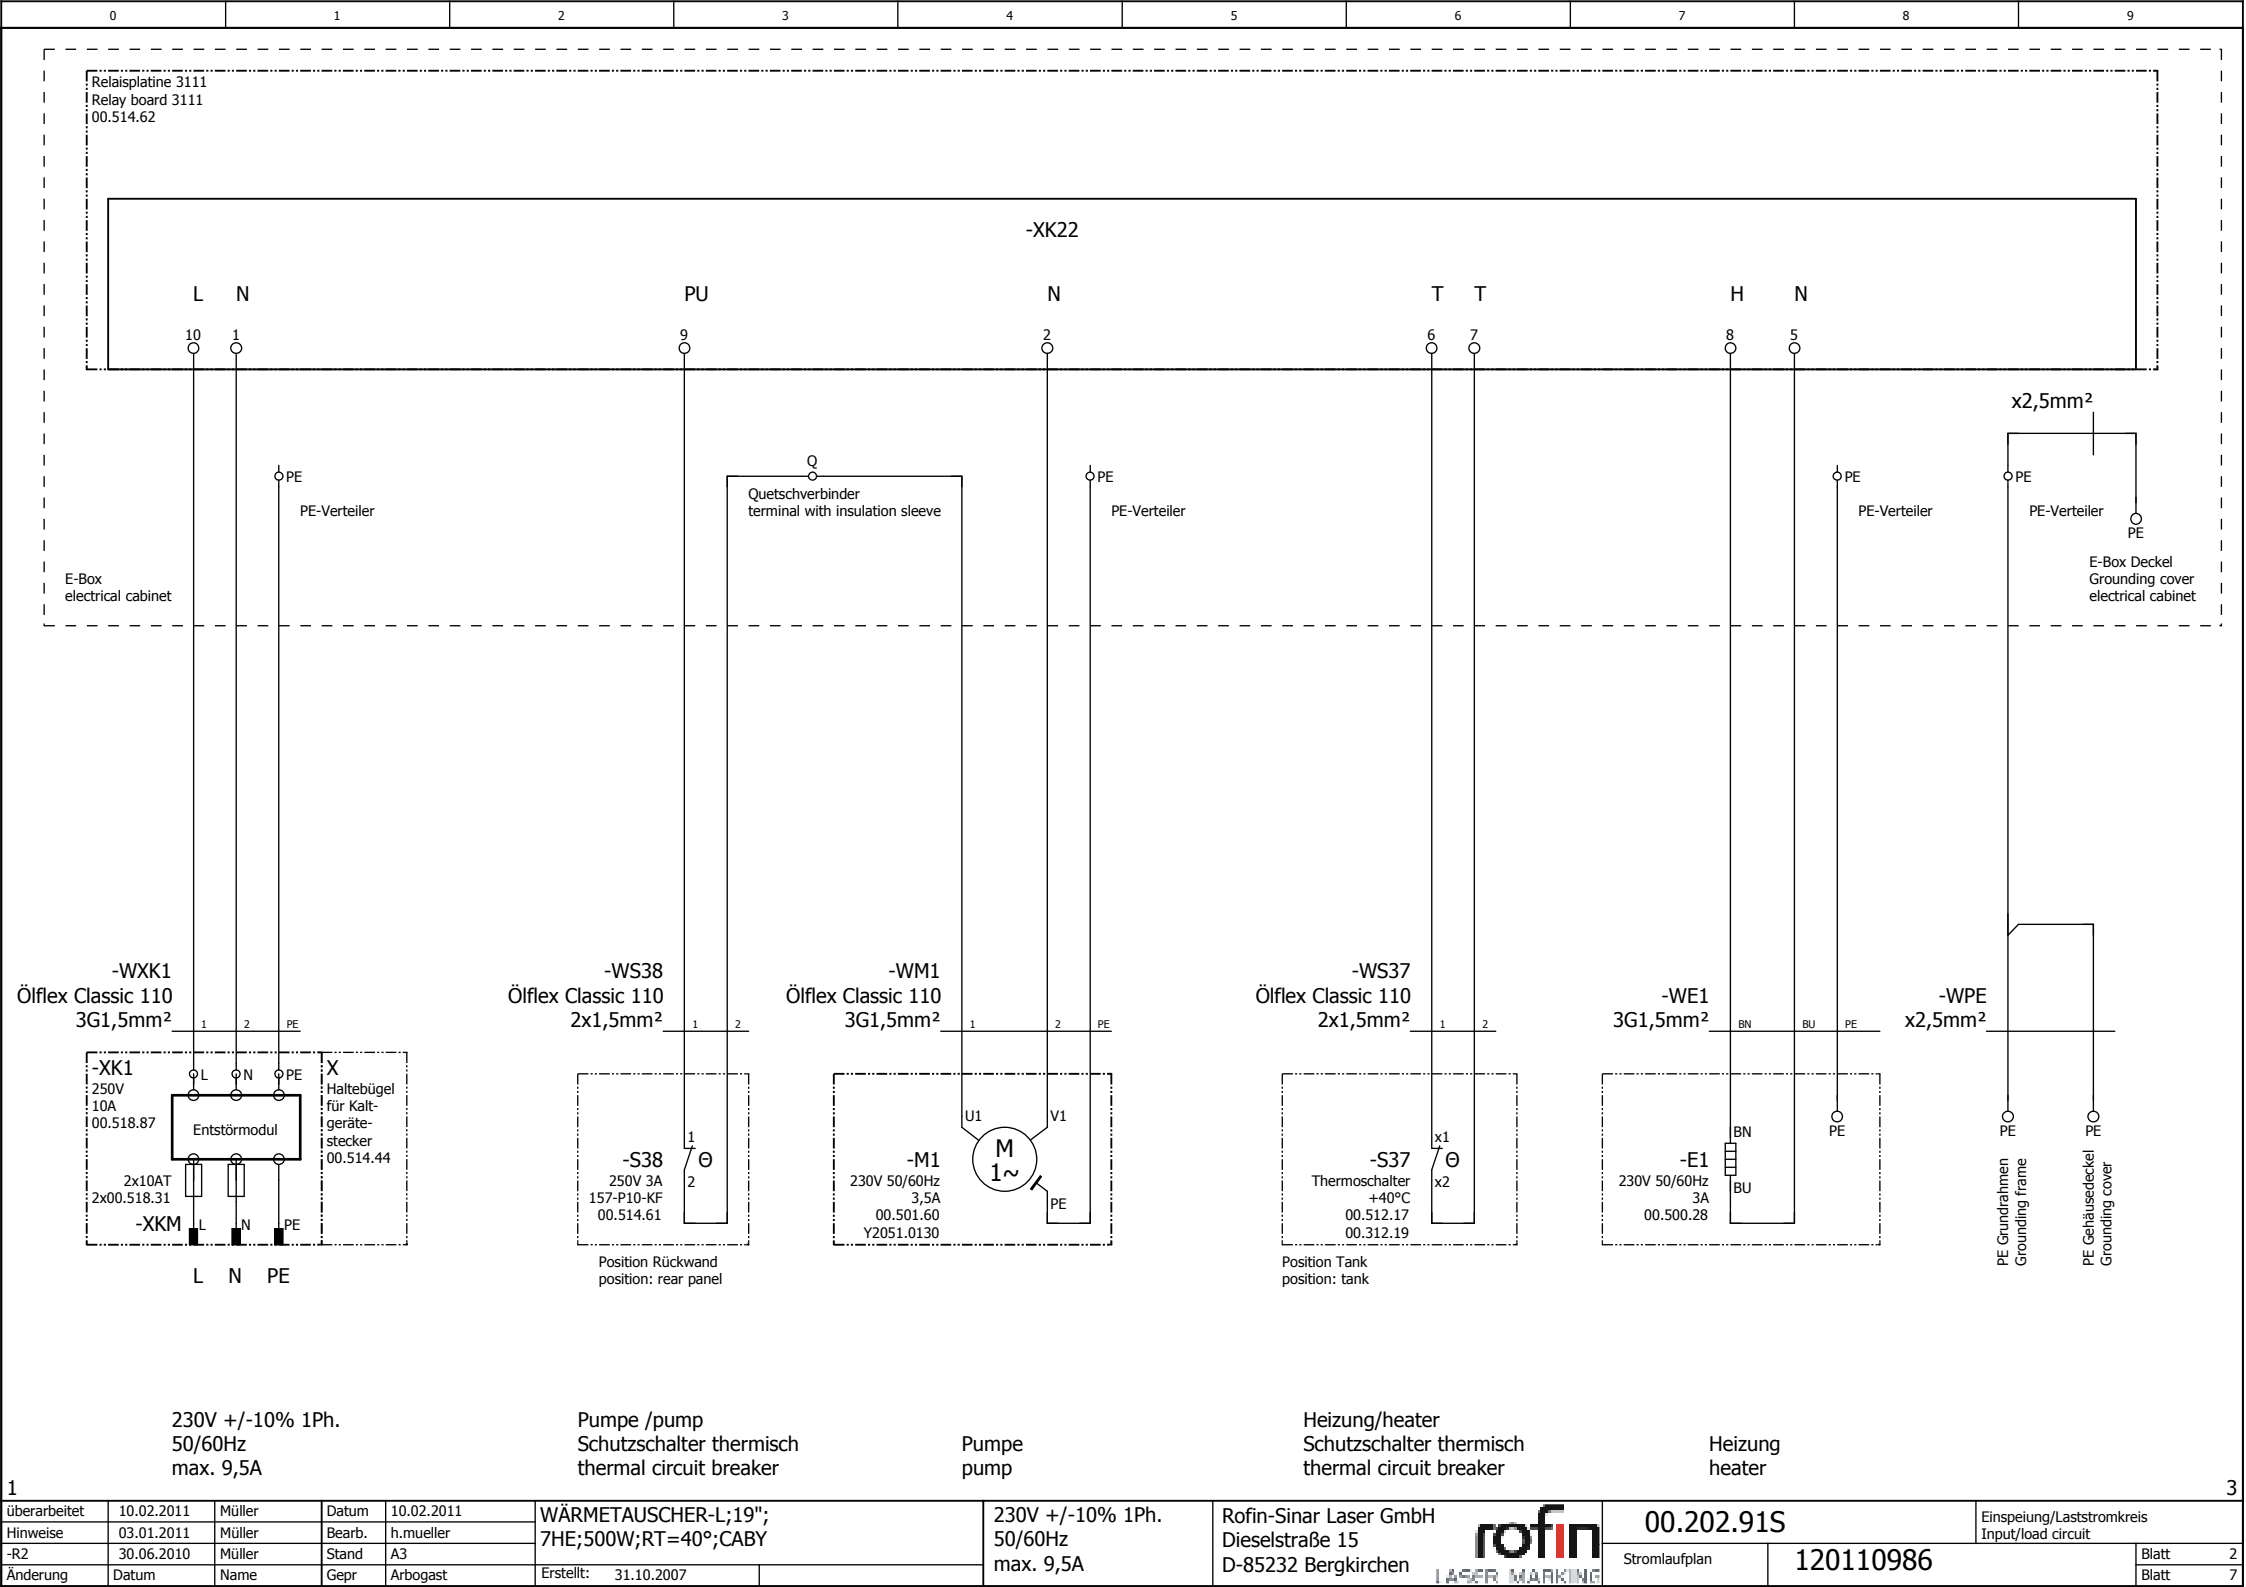 0 1 2 3 4 5 6 7 8 9
Relaisplatine 3111
Relay board 3111
00.514.62
-XK22
L N PU N T T H N
10 1 9 2 6 7 8 5
x2,5mm²
PE
PE-Verteiler
Q
Quetschverbinder
terminal with insulation sleeve
PE
PE-Verteiler
PE
PE-Verteiler
PE
PE-Verteiler
PE
E-Box
electrical cabinet
E-Box Deckel
Grounding cover
electrical cabinet
-WXK1
Ölflex Classic 110
3G1,5mm²
1 2 PE
-WS38
Ölflex Classic 110
2x1,5mm²
1 2
-WM1
Ölflex Classic 110
3G1,5mm²
1 2 PE
-WS37
Ölflex Classic 110
2x1,5mm²
1 2
-WE1
3G1,5mm²
BN BU PE
-WPE
x2,5mm²
-XK1
250V
10A
00.518.87
L N PE
Entstörmodul
2x10AT
2x00.518.31
-XKM L N PE
L N PE
X
Haltebügel
für Kalt-
geräte-
stecker
00.514.44
1
-S38 Θ
250V 3A
2
157-P10-KF
00.514.61
Position Rückwand
position: rear panel
U1 V1
M
1~
PE
-M1
230V 50/60Hz
3,5A
00.501.60
Y2051.0130
x1
-S37 Θ
Thermoschalter
x2
+40°C
00.512.17
00.312.19
Position Tank
position: tank
BN
-E1
230V 50/60Hz
BU
3A
00.500.28
PE
PE
PE Grundrahmen
Grounding frame
PE
PE Gehäusedeckel
Grounding cover
230V +/-10% 1Ph.
50/60Hz
max. 9,5A
Pumpe /pump
Schutzschalter thermisch
thermal circuit breaker
Pumpe
pump
Heizung/heater
Schutzschalter thermisch
thermal circuit breaker
Heizung
heater
1
3
überarbeitet 10.02.2011 Müller Datum 10.02.2011
Hinweise 03.01.2011 Müller Bearb. h.mueller
-R2 30.06.2010 Müller Stand A3
Änderung Datum Name Gepr Arbogast
WÄRMETAUSCHER-L;19";
7HE;500W;RT=40°;CABY
Erstellt: 31.10.2007
230V +/-10% 1Ph.
50/60Hz
max. 9,5A
Rofin-Sinar Laser GmbH
Dieselstraße 15
D-85232 Bergkirchen
rofin
LASER MARKING
00.202.91S
Stromlaufplan
120110986
Einspeiung/Laststromkreis
Input/load circuit
Blatt 2
Blatt 7